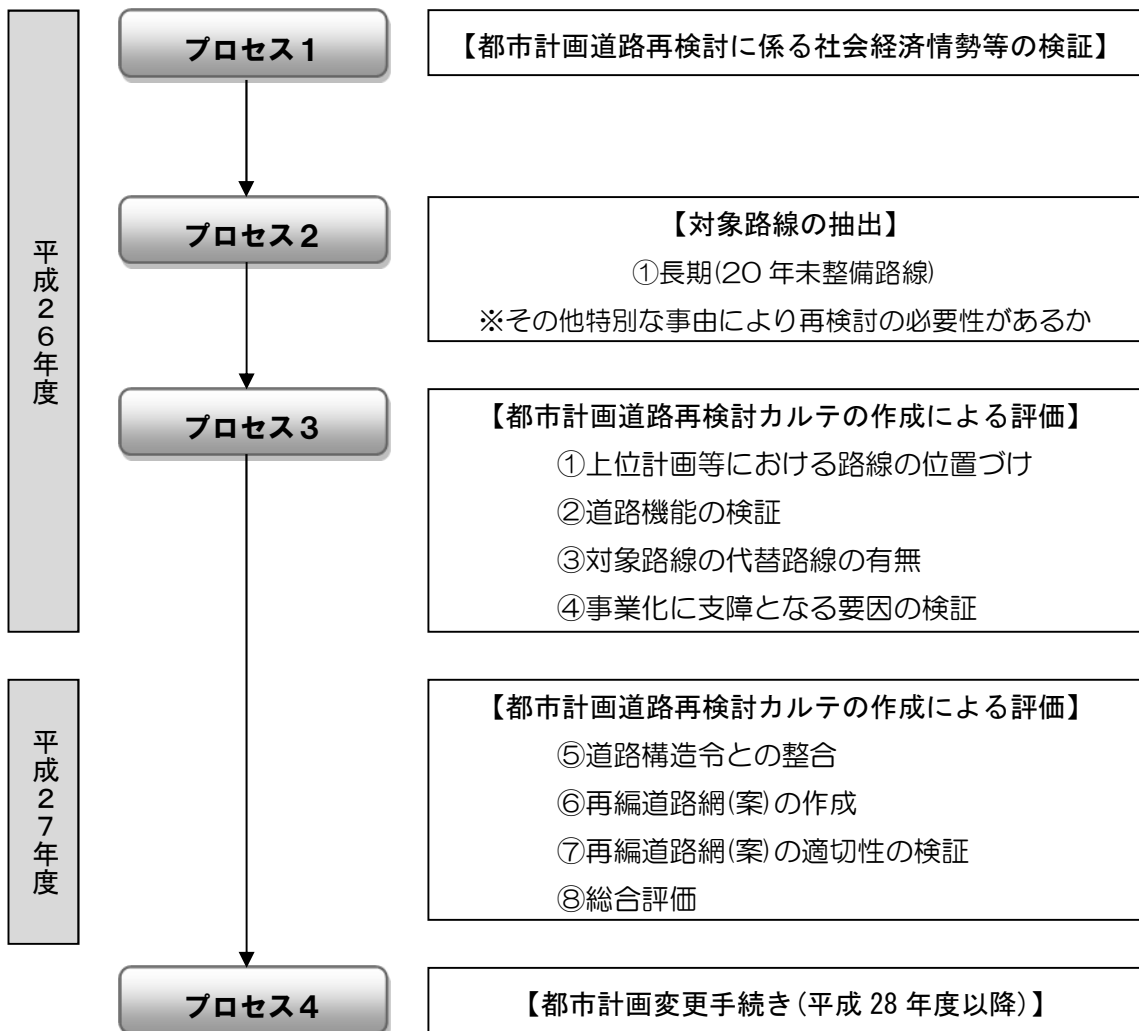 平成26年度
プロセス1
【都市計画道路再検討に係る社会経済情勢等の検証】
プロセス2
【対象路線の抽出】
①長期(20年未整備路線)
※その他特別な事由により再検討の必要性があるか
プロセス3
【都市計画道路再検討カルテの作成による評価】
①上位計画等における路線の位置づけ
②道路機能の検証
③対象路線の代替路線の有無
④事業化に支障となる要因の検証
平成27年度
【都市計画道路再検討カルテの作成による評価】
⑤道路構造令との整合
⑥再編道路網(案)の作成
⑦再編道路網(案)の適切性の検証
⑧総合評価
プロセス4
【都市計画変更手続き(平成28年度以降)】